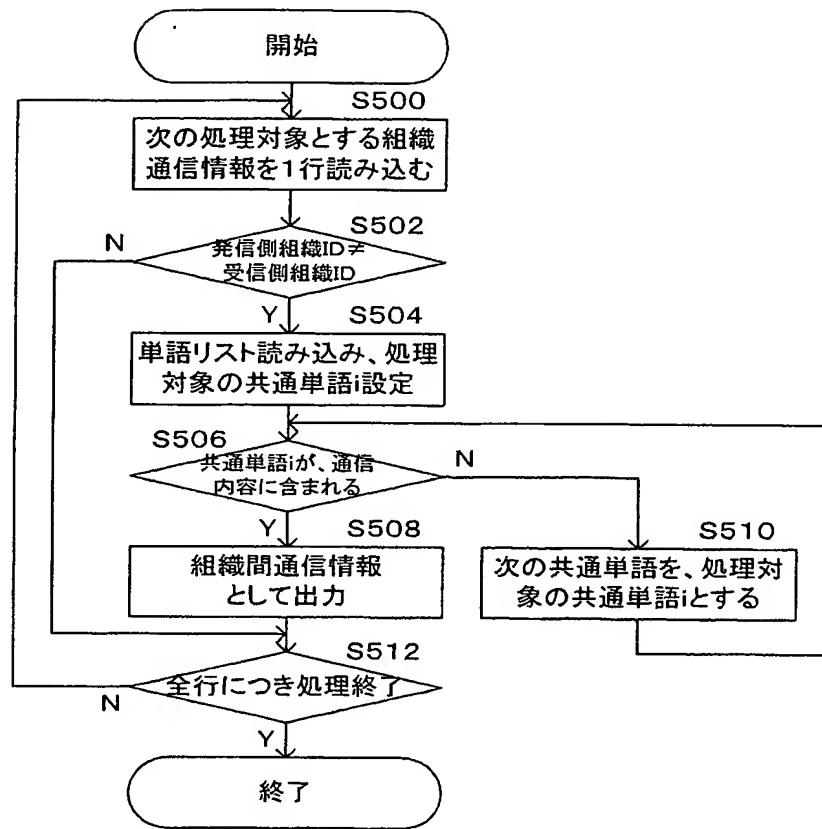 開始
S500
次の処理対象とする組織
通信情報を1行読み込む
S502
N
発信側組織ID≠
受信側組織ID
Y
S504
単語リスト読み込み、処理
対象の共通単語i設定
S506
共通単語iが、通信
内容に含まれる
N
Y
S508
組織間通信情報
として出力
S510
次の共通単語を、処理対
象の共通単語iとする
S512
全行につき処理終了
N
Y
終了